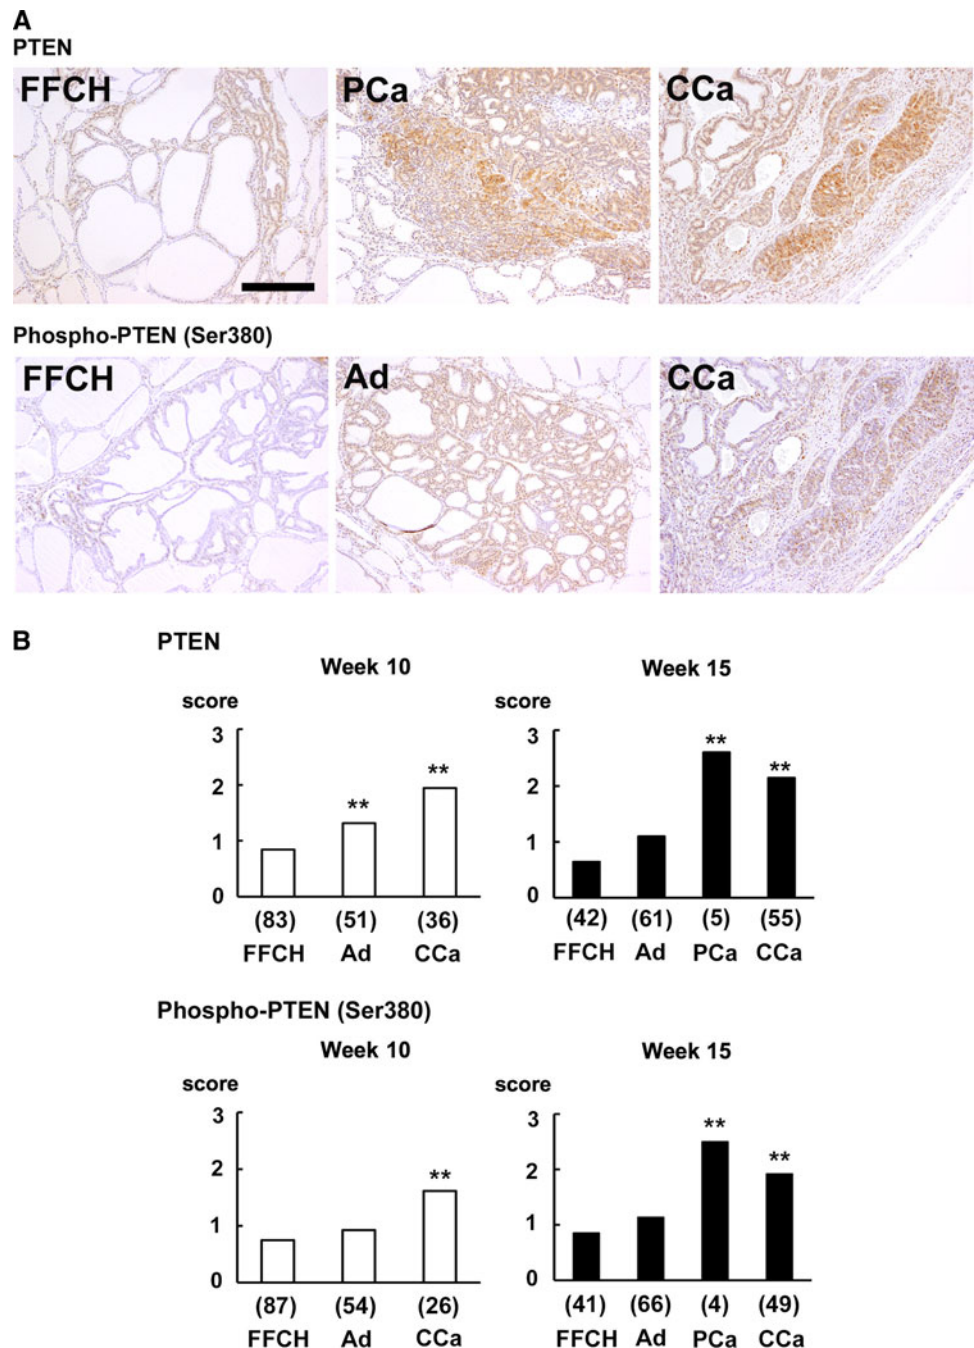 A
PTEN
FFCH PCa CCa
Phospho-PTEN (Ser380)
FFCH Ad CCa
B
PTEN
Week 10 Week 15
score score
3 3
2 2
1 1
0 0
** ** ** **
(83) (51) (36) (42) (61) (5) (55)
FFCH Ad CCa FFCH Ad PCa CCa
Phospho-PTEN (Ser380)
Week 10 Week 15
score score
3 3
2 2
1 1
0 0
** ** **
(87) (54) (26) (41) (66) (4) (49)
FFCH Ad CCa FFCH Ad PCa CCa